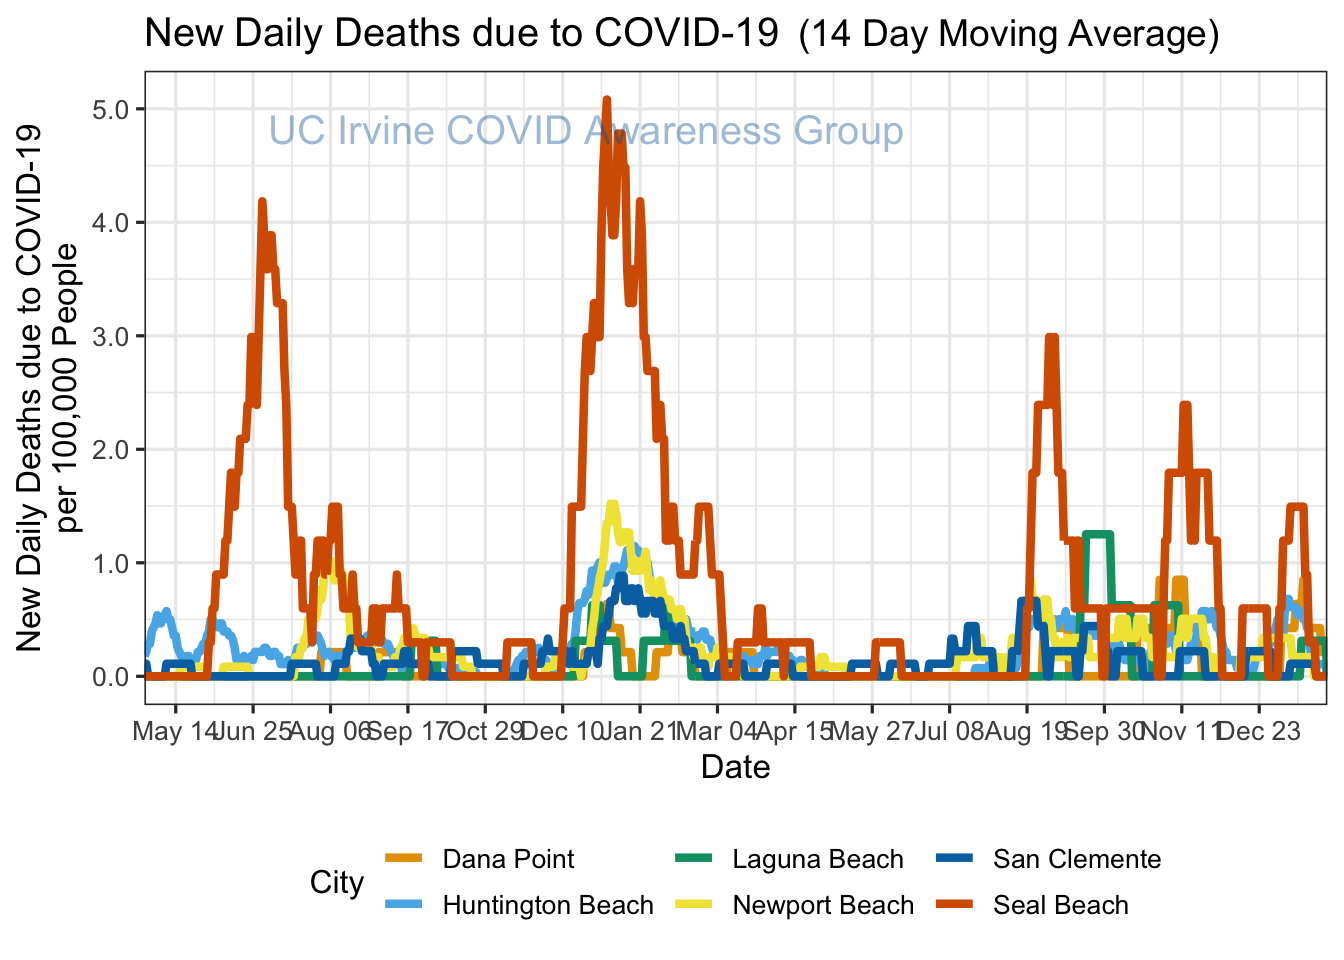 New Daily Deaths due to COVID-19 (14 Day Moving Average)
UC Irvine COVID Awareness Group
New Daily Deaths due to COVID-19
per 100,000 People
5.0
4.0
3.0
2.0
1.0
0.0
May 14 Jun 25 Aug 06 Sep 17 Oct 29 Dec 10 Jan 21 Mar 04 Apr 15 May 27 Jul 08 Aug 19 Sep 30 Nov 11 Dec 23
Date
City
Dana Point Laguna Beach San Clemente
Huntington Beach Newport Beach Seal Beach